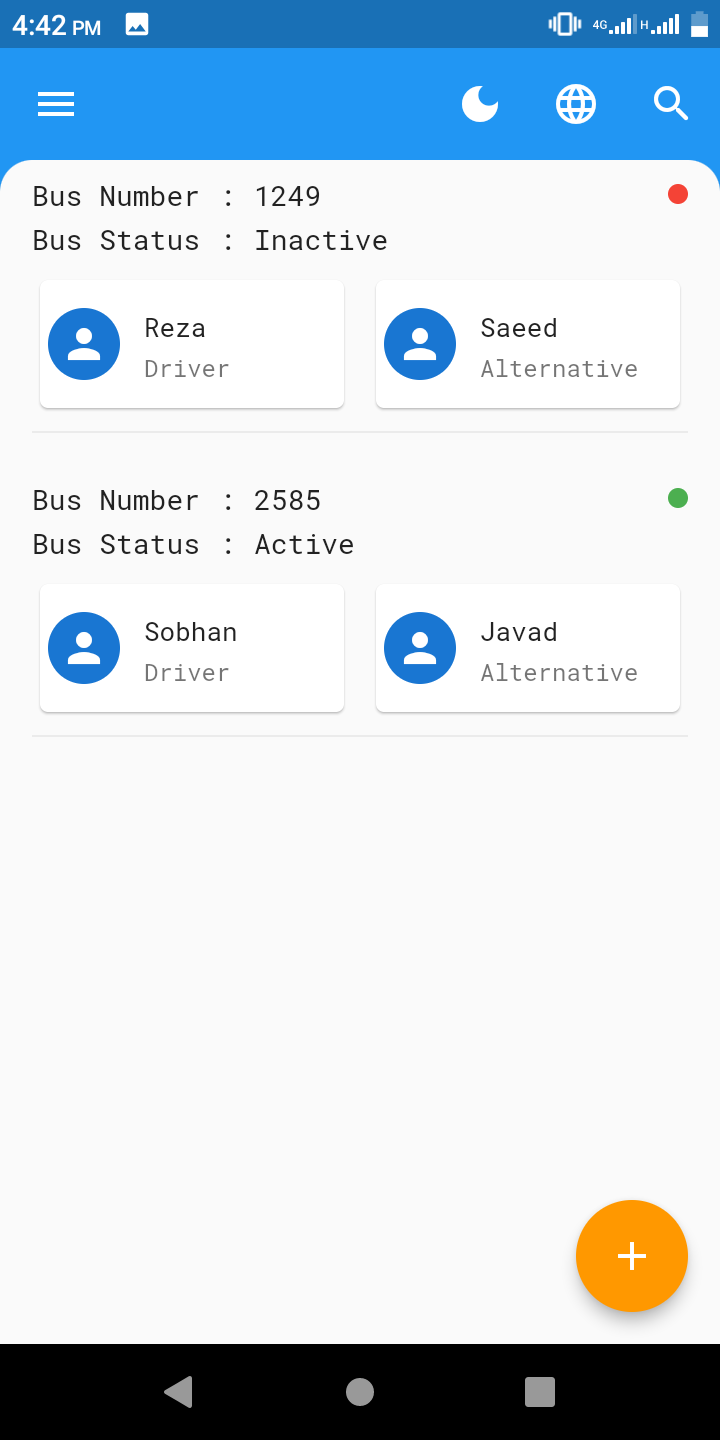 4:42 PM 4G H
Bus Number : 1249
Bus Status : Inactive
Reza Saeed
Driver Alternative
Bus Number : 2585
Bus Status : Active
Sobhan Javad
Driver Alternative